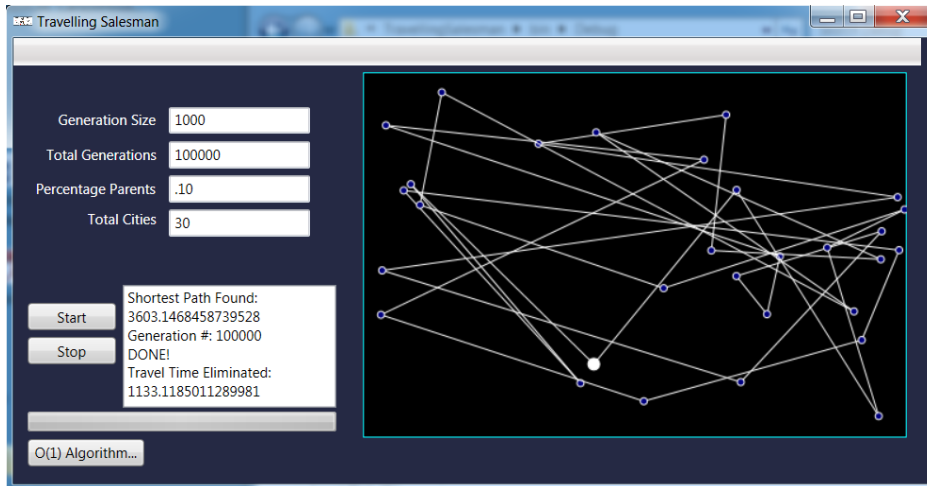 Travelling Salesman
Generation Size 1000
Total Generations 100000
Percentage Parents .10
Total Cities 30
Start
Stop
Shortest Path Found:
3603.1468458739528
Generation #: 100000
DONE!
Travel Time Eliminated:
1133.1185011289981
O(1) Algorithm...